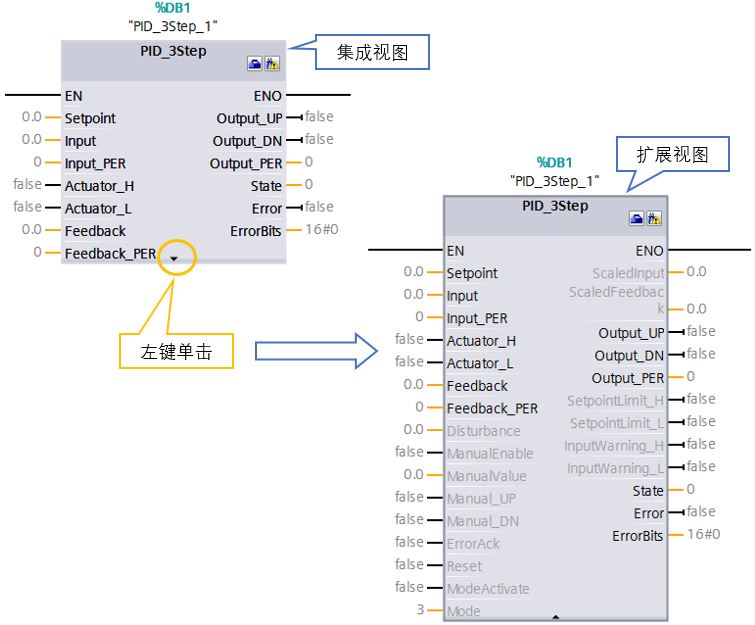 %DB1
"PID_3Step_1"
PID_3Step
集成视图
EN ENO
0.0 Setpoint Output_UP false
0.0 Input Output_DN false
0 Input_PER Output_PER 0
false Actuator_H State 0
false Actuator_L Error false
0.0 Feedback ErrorBits 16#0
0 Feedback_PER
左键单击
扩展视图
%DB1
"PID_3Step_1"
PID_3Step
EN ENO
0.0 Setpoint ScaledInput 0.0
0.0 Input ScaledFeedbac
k 0.0
0 Input_PER
false Actuator_H Output_UP false
false Actuator_L Output_DN false
0.0 Feedback Output_PER 0
0 Feedback_PER SetpointLimit_H false
0.0 Disturbance SetpointLimit_L false
false ManualEnable InputWarning_H false
0.0 ManualValue InputWarning_L false
false Manual_UP State 0
false Manual_DN Error false
false ErrorAck ErrorBits 16#0
false Reset
false ModeActivate
3 Mode